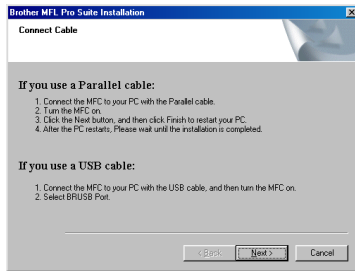 Brother MFL Pro Suite Installation
Connect Cable
If you use a Parallel cable:
1. Connect the MFC to your PC with the Parallel cable.
2. Turn the MFC on.
3. Click the Next button, and then click Finish to restart your PC.
4. After the PC restarts, Please wait until the installation is completed.
If you use a USB cable:
1. Connect the MFC to your PC with the USB cable, and then turn the MFC on.
2. Select BRUSB Port.
< Back Next > Cancel